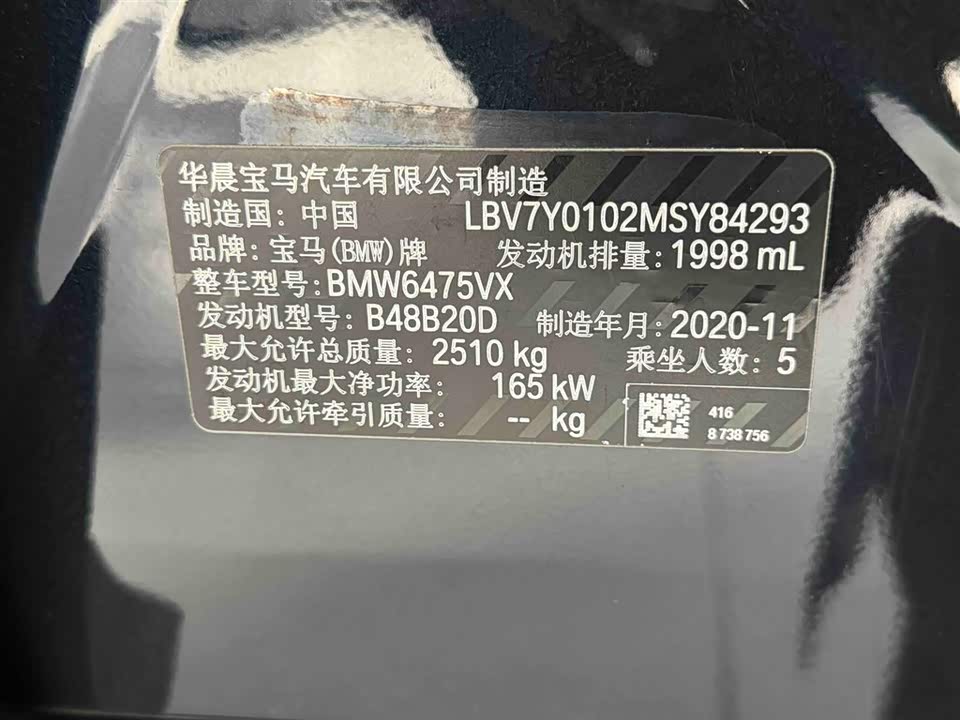 华晨宝马汽车有限公司制造
制造国: 中国 LBV7Y0102MSY84293
品牌: 宝马(BMW)牌 发动机排量: 1998 mL
整车型号: BMW6475VX
发动机型号: B48B20D 制造年月: 2020-11
最大允许总质量: 2510 kg 乘坐人数: 5
发动机最大净功率: 165 kW
最大允许牵引质量: -- kg
416
8 738 756